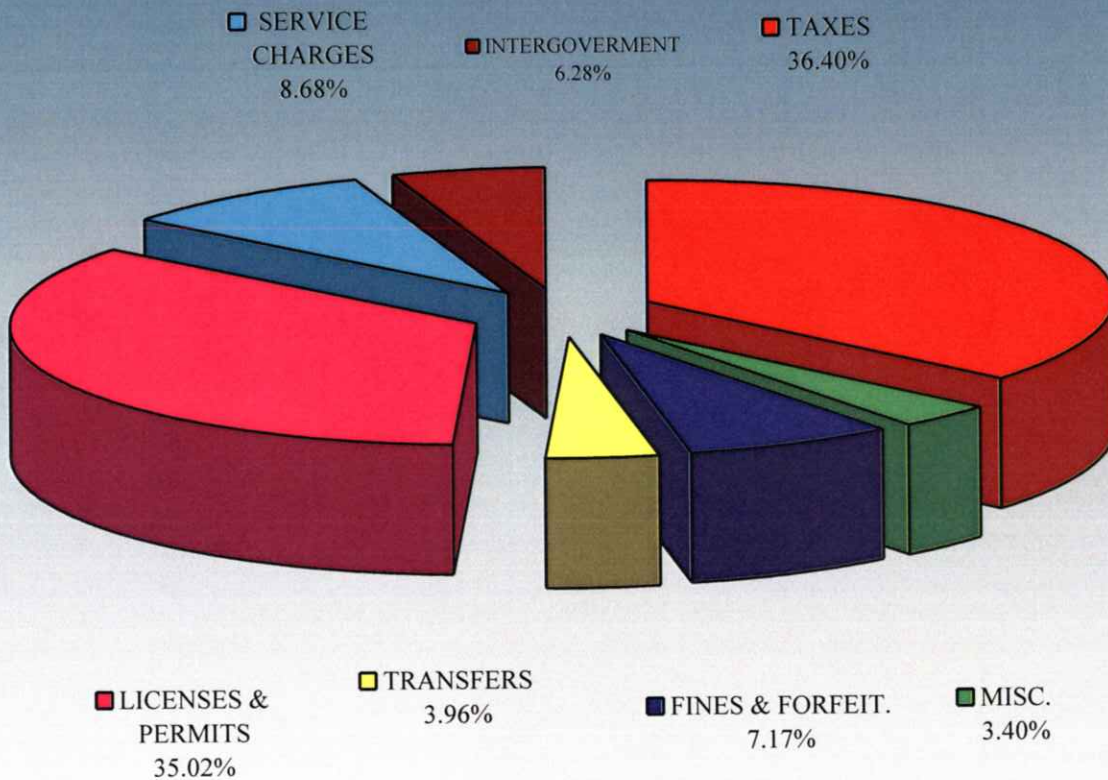 SERVICE
CHARGES
8.68%
INTERGOVERMENT
6.28%
TAXES
36.40%
LICENSES &
PERMITS
35.02%
TRANSFERS
3.96%
FINES & FORFEIT.
7.17%
MISC.
3.40%